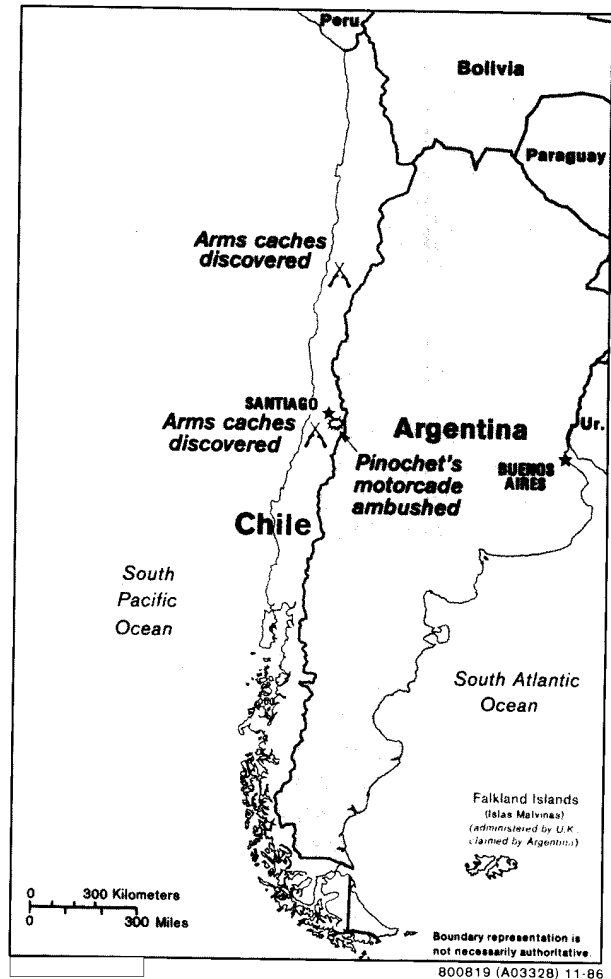 Peru
Bolivia
Paraguay
Arms caches
discovered
SANTIAGO
Arms caches
discovered
Argentina
Ur.
Pinochet's
motorcade
ambushed
BUENOS
AIRES
Chile
South
Pacific
Ocean
South Atlantic
Ocean
Falkland Islands
(Islas Malvinas)
(administered by U.K.,
claimed by Argentina)
0 300 Kilometers
0 300 Miles
Boundary representation is
not necessarily authoritative.
800819 (A03328) 11-86